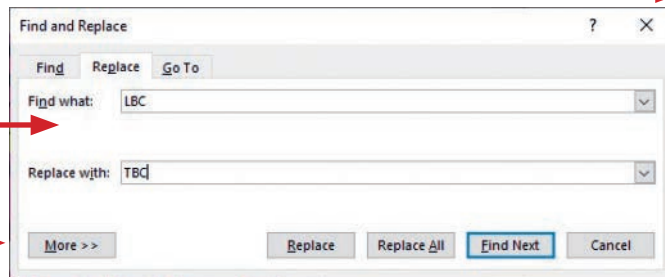 Find and Replace ? ×
Find Replace Go To
Find what: LBC
Replace with: TBC
More >> Replace Replace All Find Next Cancel